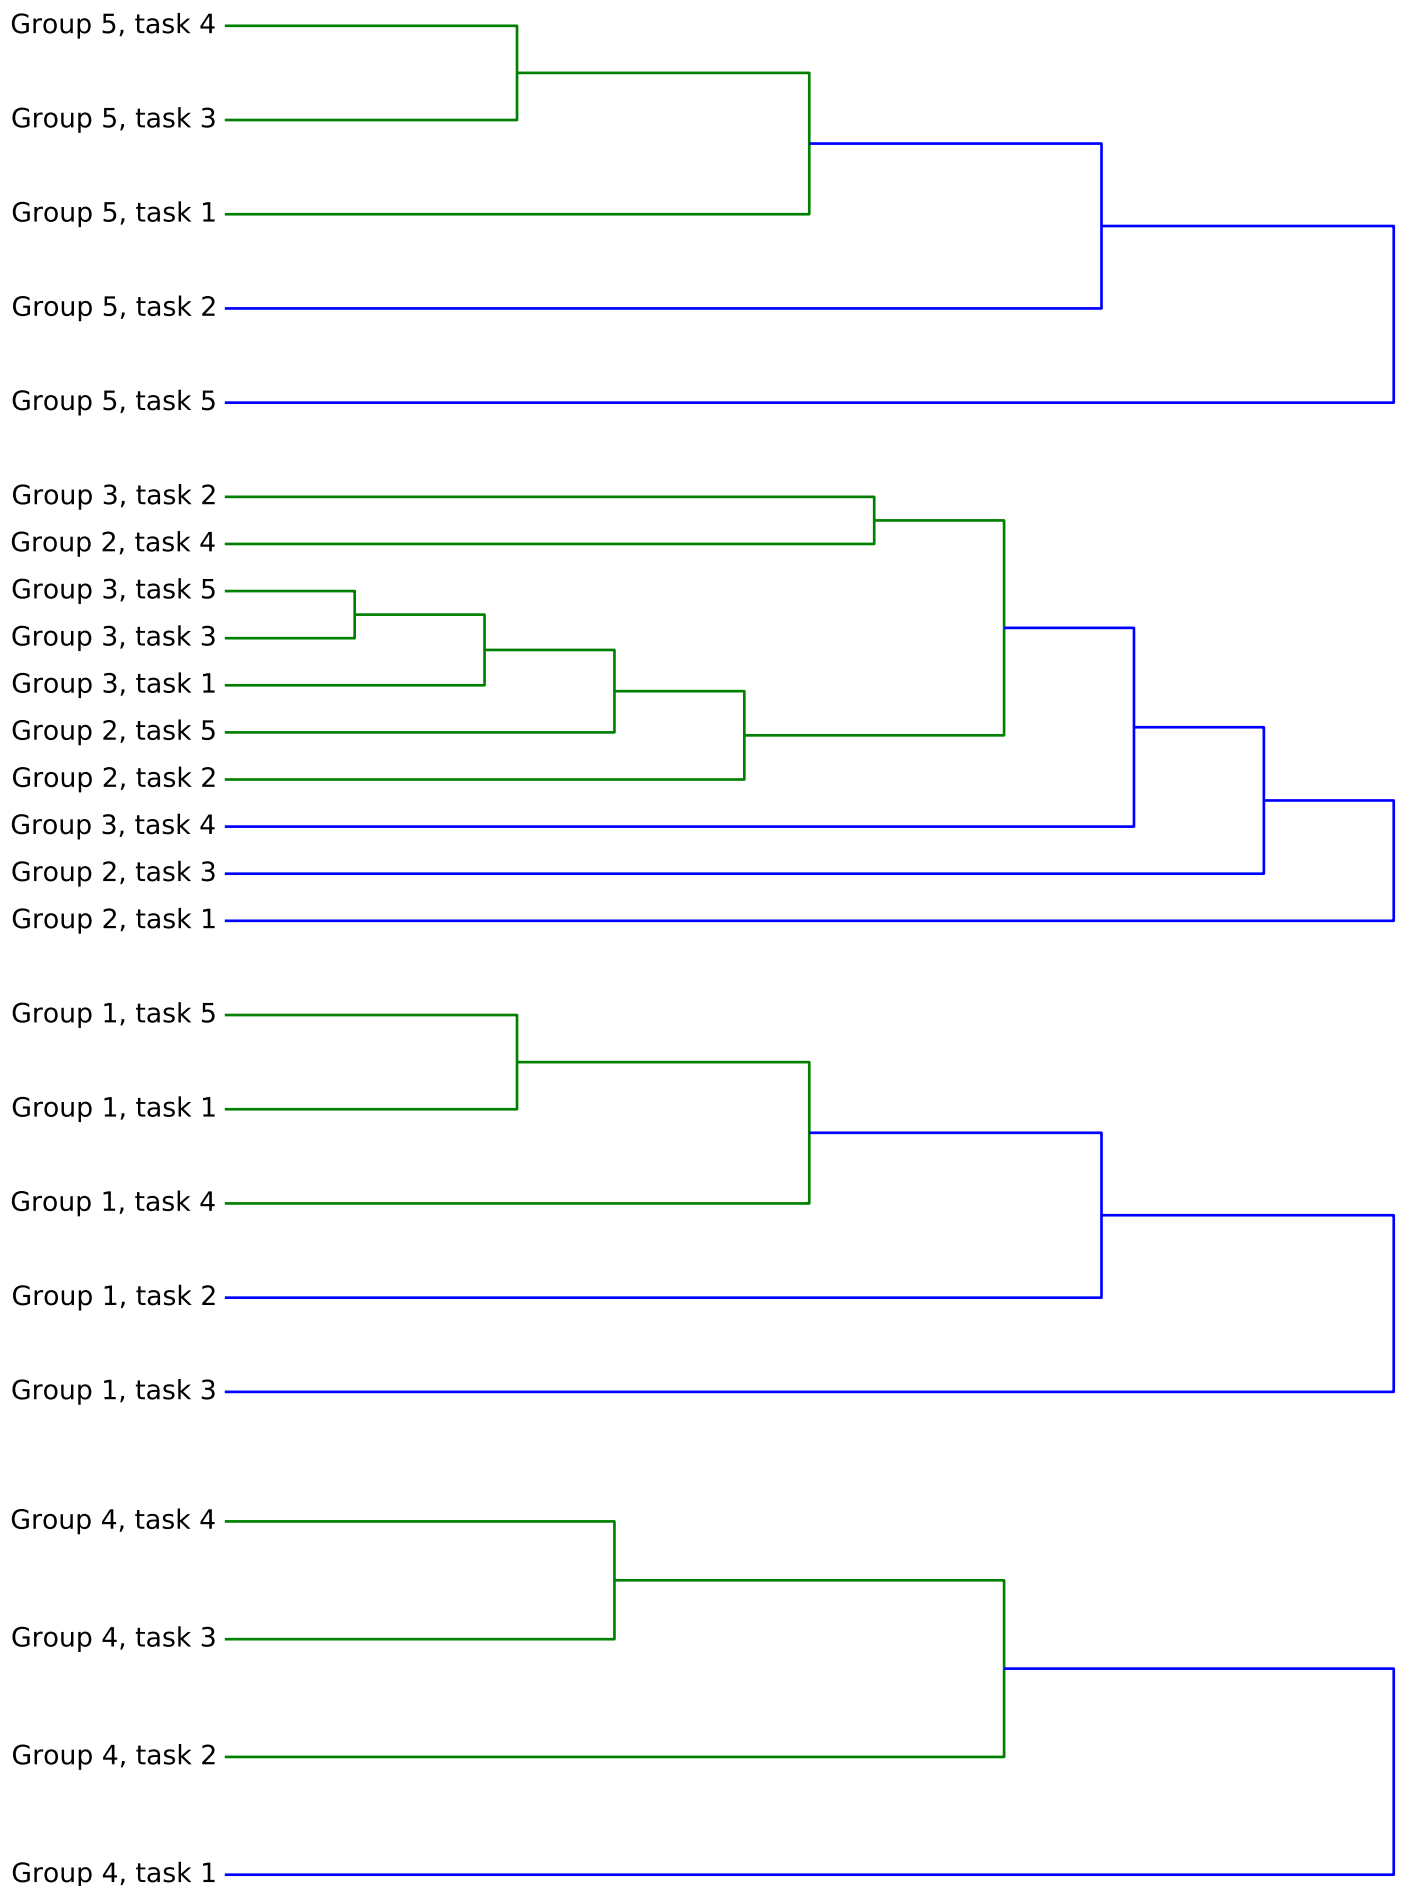 Group 5, task 4
Group 5, task 3
Group 5, task 1
Group 5, task 2
Group 5, task 5
Group 3, task 2
Group 2, task 4
Group 3, task 5
Group 3, task 3
Group 3, task 1
Group 2, task 5
Group 2, task 2
Group 3, task 4
Group 2, task 3
Group 2, task 1
Group 1, task 5
Group 1, task 1
Group 1, task 4
Group 1, task 2
Group 1, task 3
Group 4, task 4
Group 4, task 3
Group 4, task 2
Group 4, task 1